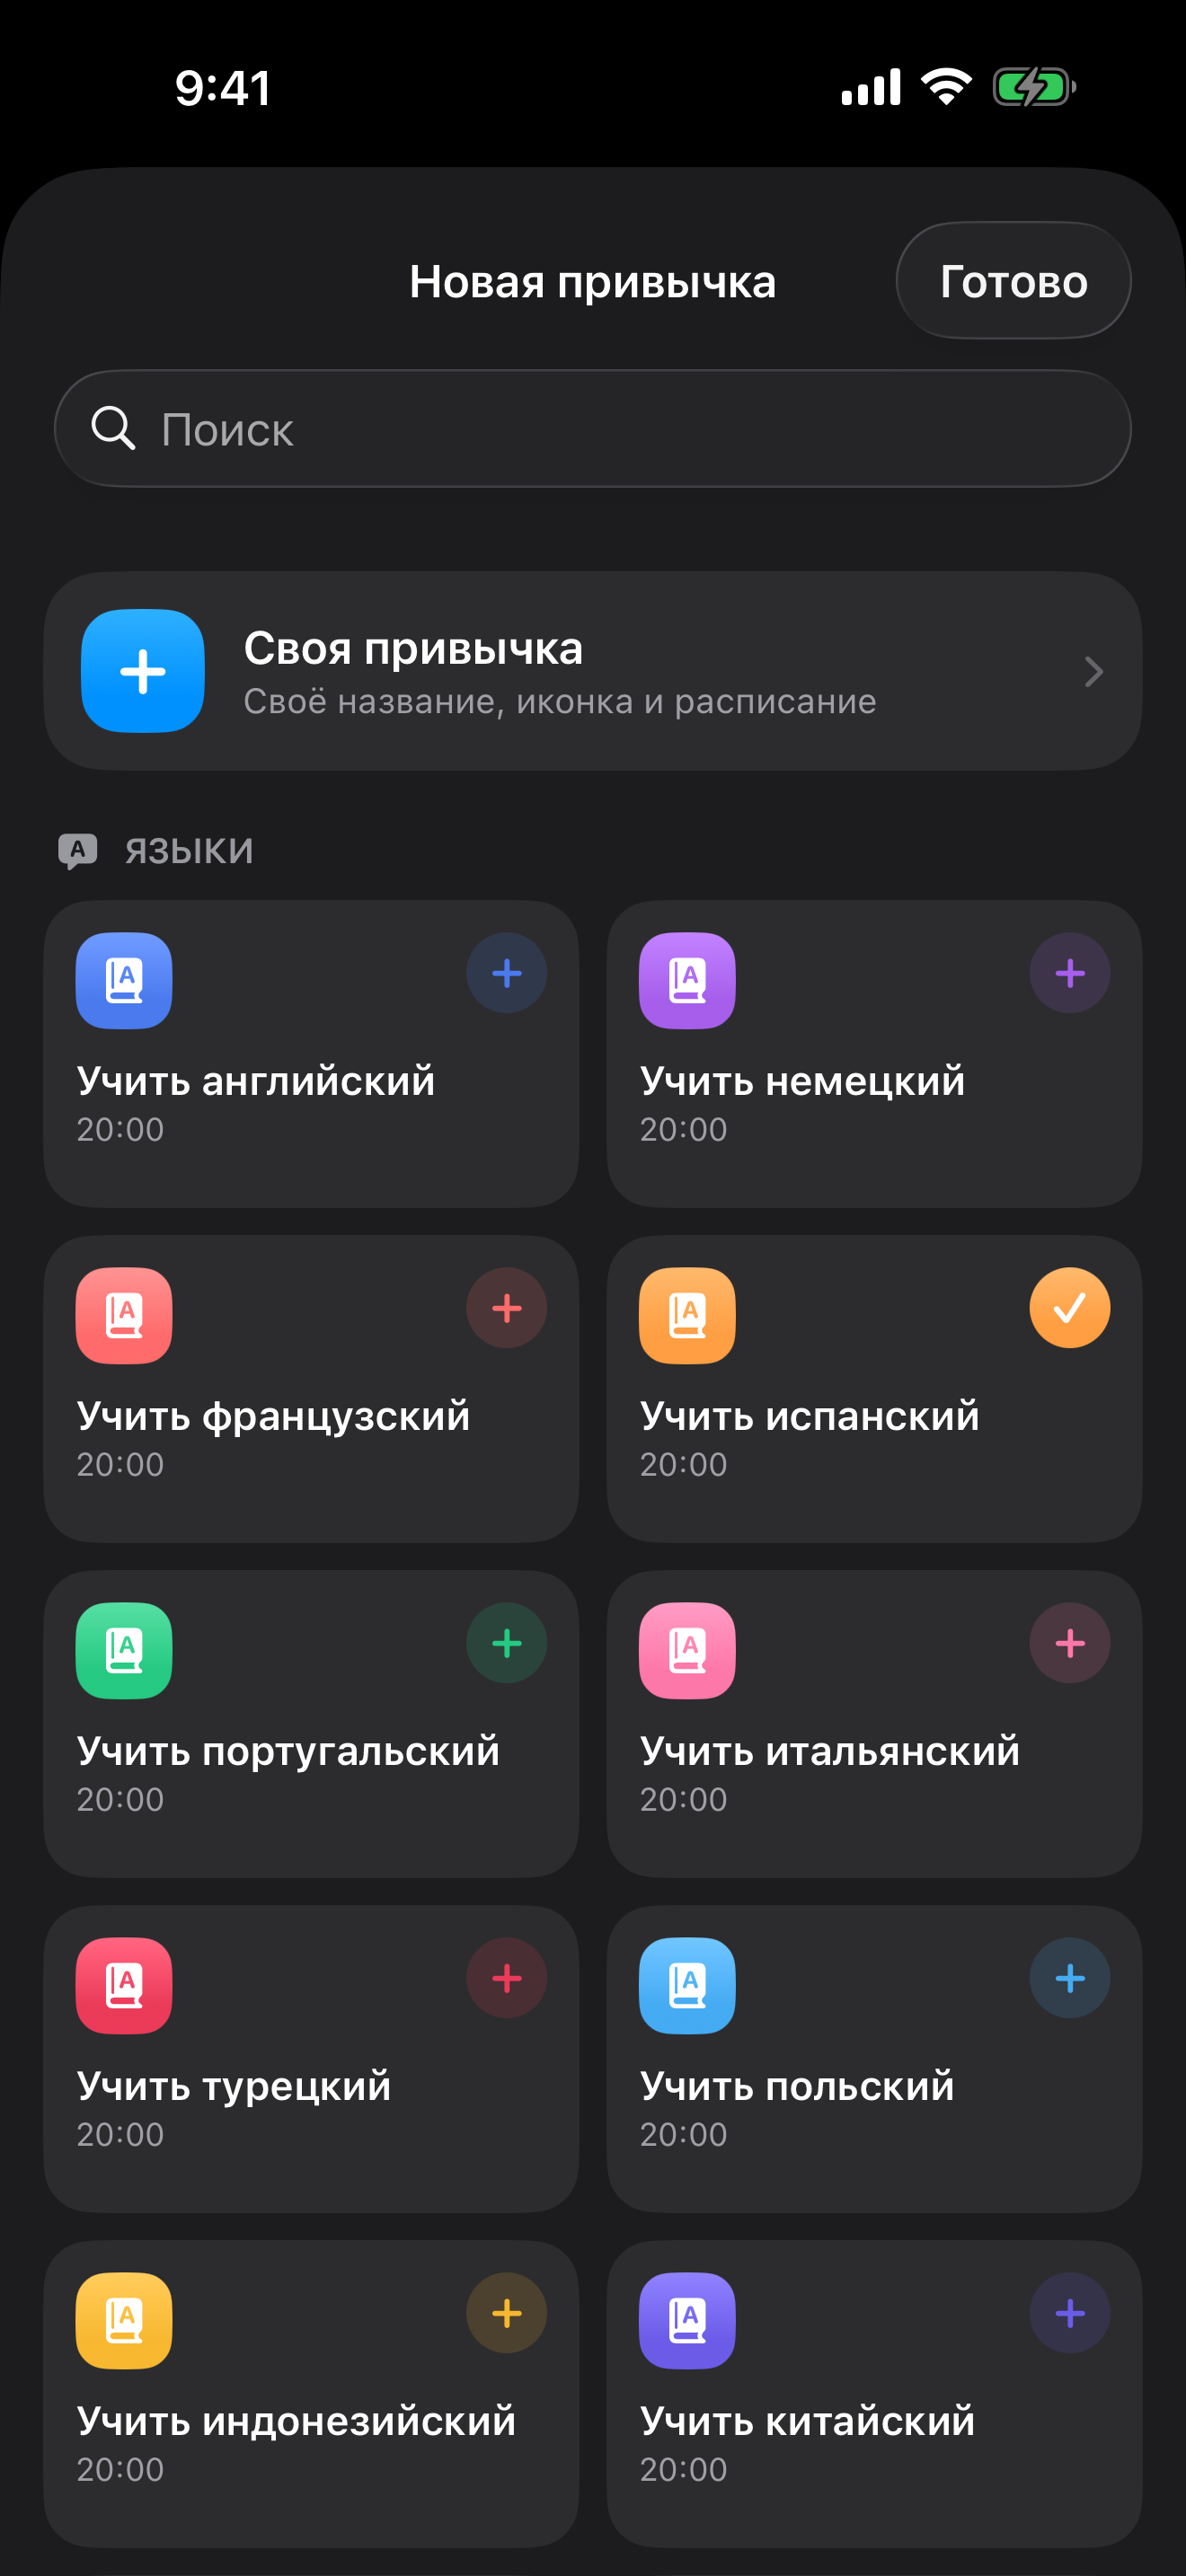 9:41
Новая привычка
Готово
Поиск
Своя привычка
Своё название, иконка и расписание
A ЯЗЫКИ
A
A
Учить английский
Учить немецкий
20:00
20:00
A
A
Учить французский
Учить испанский
20:00
20:00
A
A
Учить португальский
Учить итальянский
20:00
20:00
A
A
Учить турецкий
Учить польский
20:00
20:00
A
A
Учить индонезийский
Учить китайский
20:00
20:00